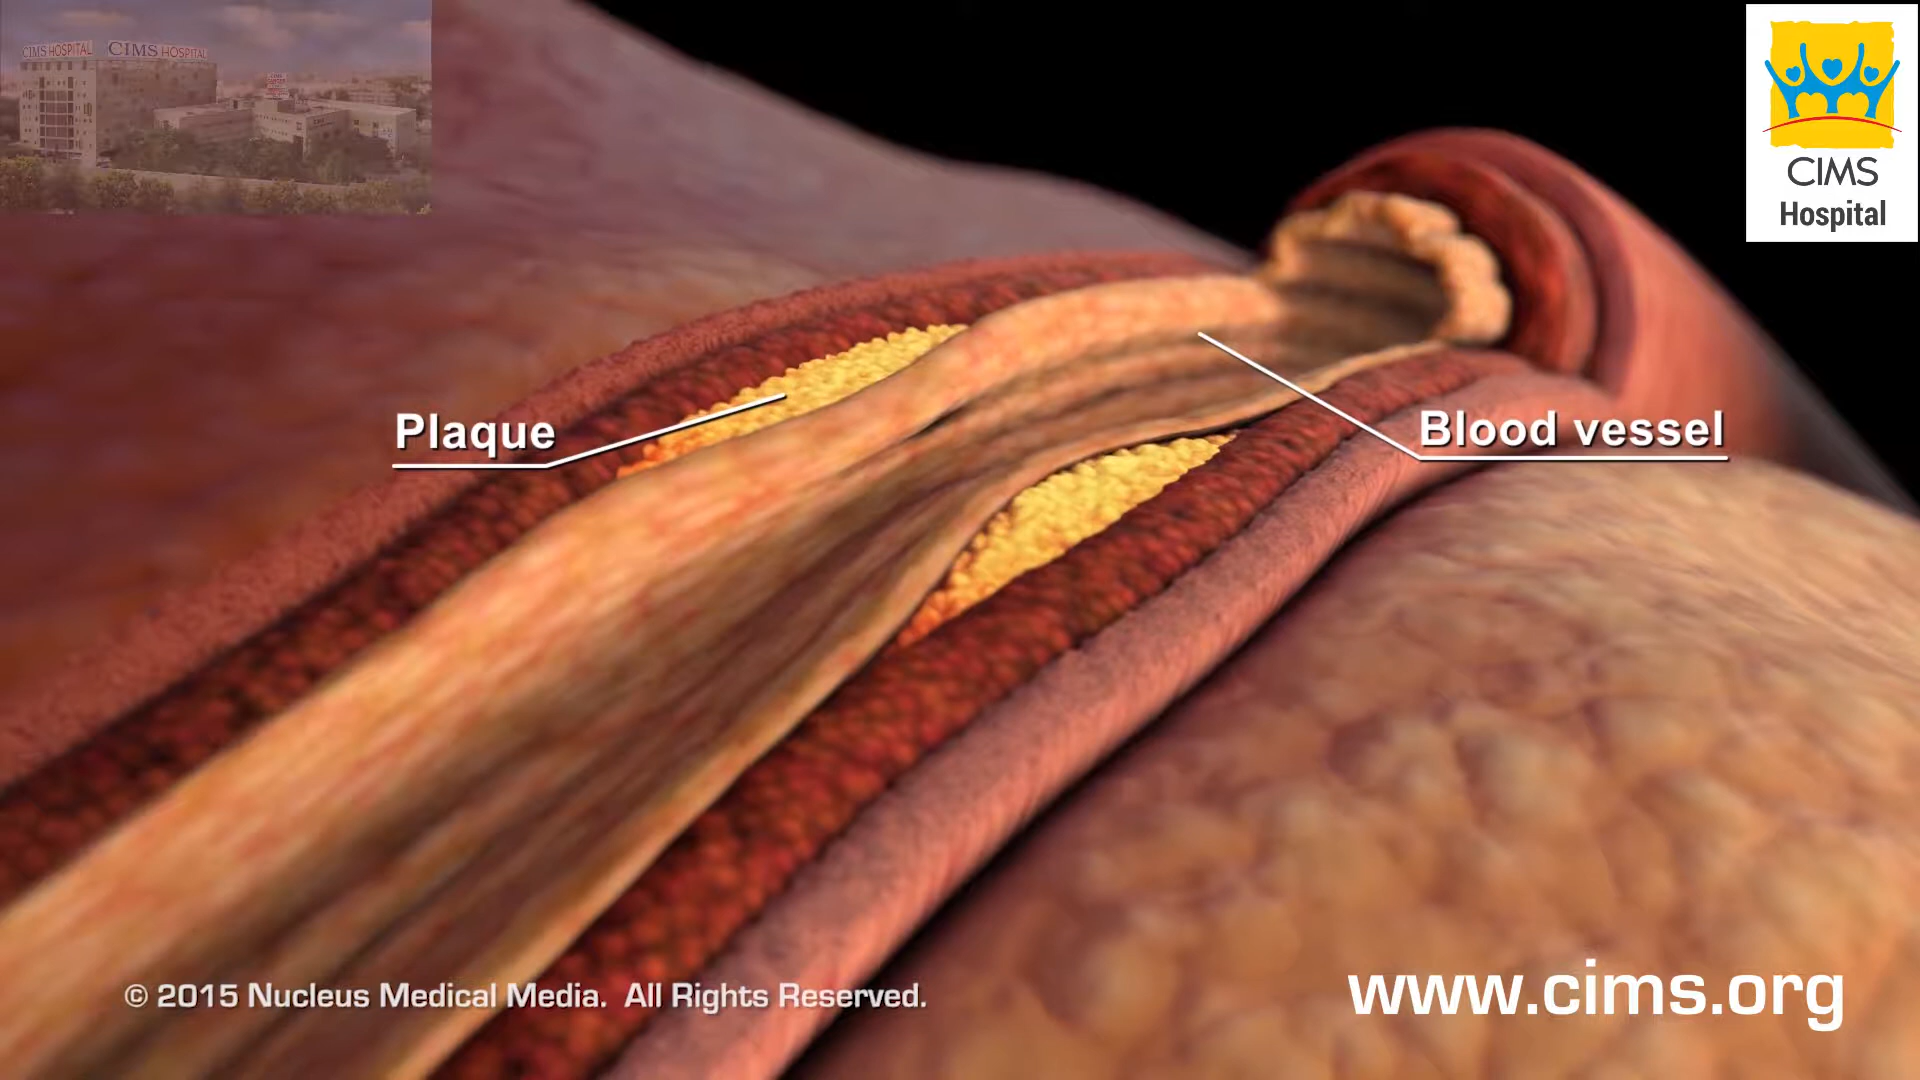 CIMS HOSPITAL CIMS HOSPITAL
CIMS
Hospital
Plaque
Blood vessel
© 2015 Nucleus Medical Media. All Rights Reserved.
www.cims.org